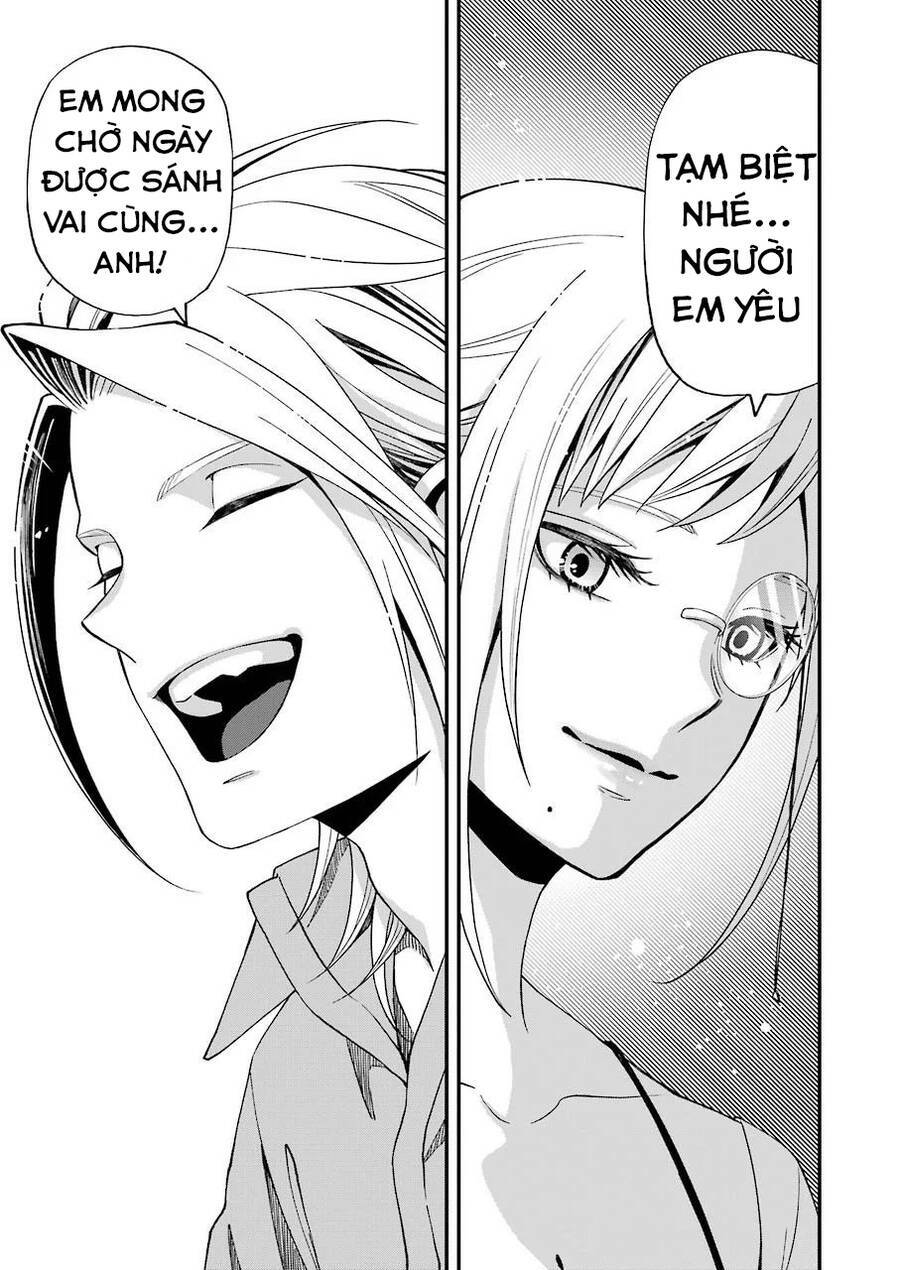 TẠM BIỆT
NHÉ...
NGƯỜI
EM YÊU
EM MONG
CHỜ NGÀY
ĐƯỢC SÁNH
VAI CÙNG...
ANH!